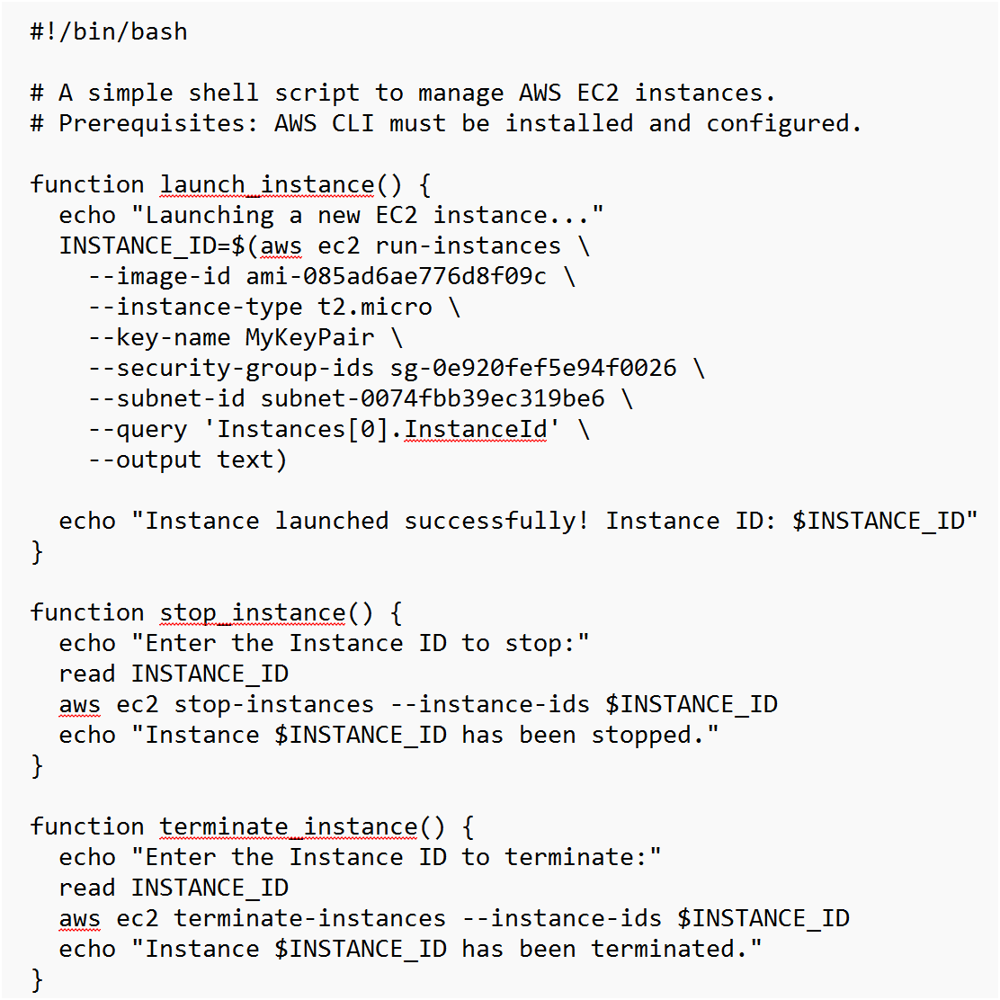 #!/bin/bash

# A simple shell script to manage AWS EC2 instances.
# Prerequisites: AWS CLI must be installed and configured.

function launch_instance() {
  echo "Launching a new EC2 instance..."
  INSTANCE_ID=$(aws ec2 run-instances \
    --image-id ami-085ad6ae776d8f09c \
    --instance-type t2.micro \
    --key-name MyKeyPair \
    --security-group-ids sg-0e920fef5e94f0026 \
    --subnet-id subnet-0074fbb39ec319be6 \
    --query 'Instances[0].InstanceId' \
    --output text)

  echo "Instance launched successfully! Instance ID: $INSTANCE_ID"
}

function stop_instance() {
  echo "Enter the Instance ID to stop:"
  read INSTANCE_ID
  aws ec2 stop-instances --instance-ids $INSTANCE_ID
  echo "Instance $INSTANCE_ID has been stopped."
}

function terminate_instance() {
  echo "Enter the Instance ID to terminate:"
  read INSTANCE_ID
  aws ec2 terminate-instances --instance-ids $INSTANCE_ID
  echo "Instance $INSTANCE_ID has been terminated."
}